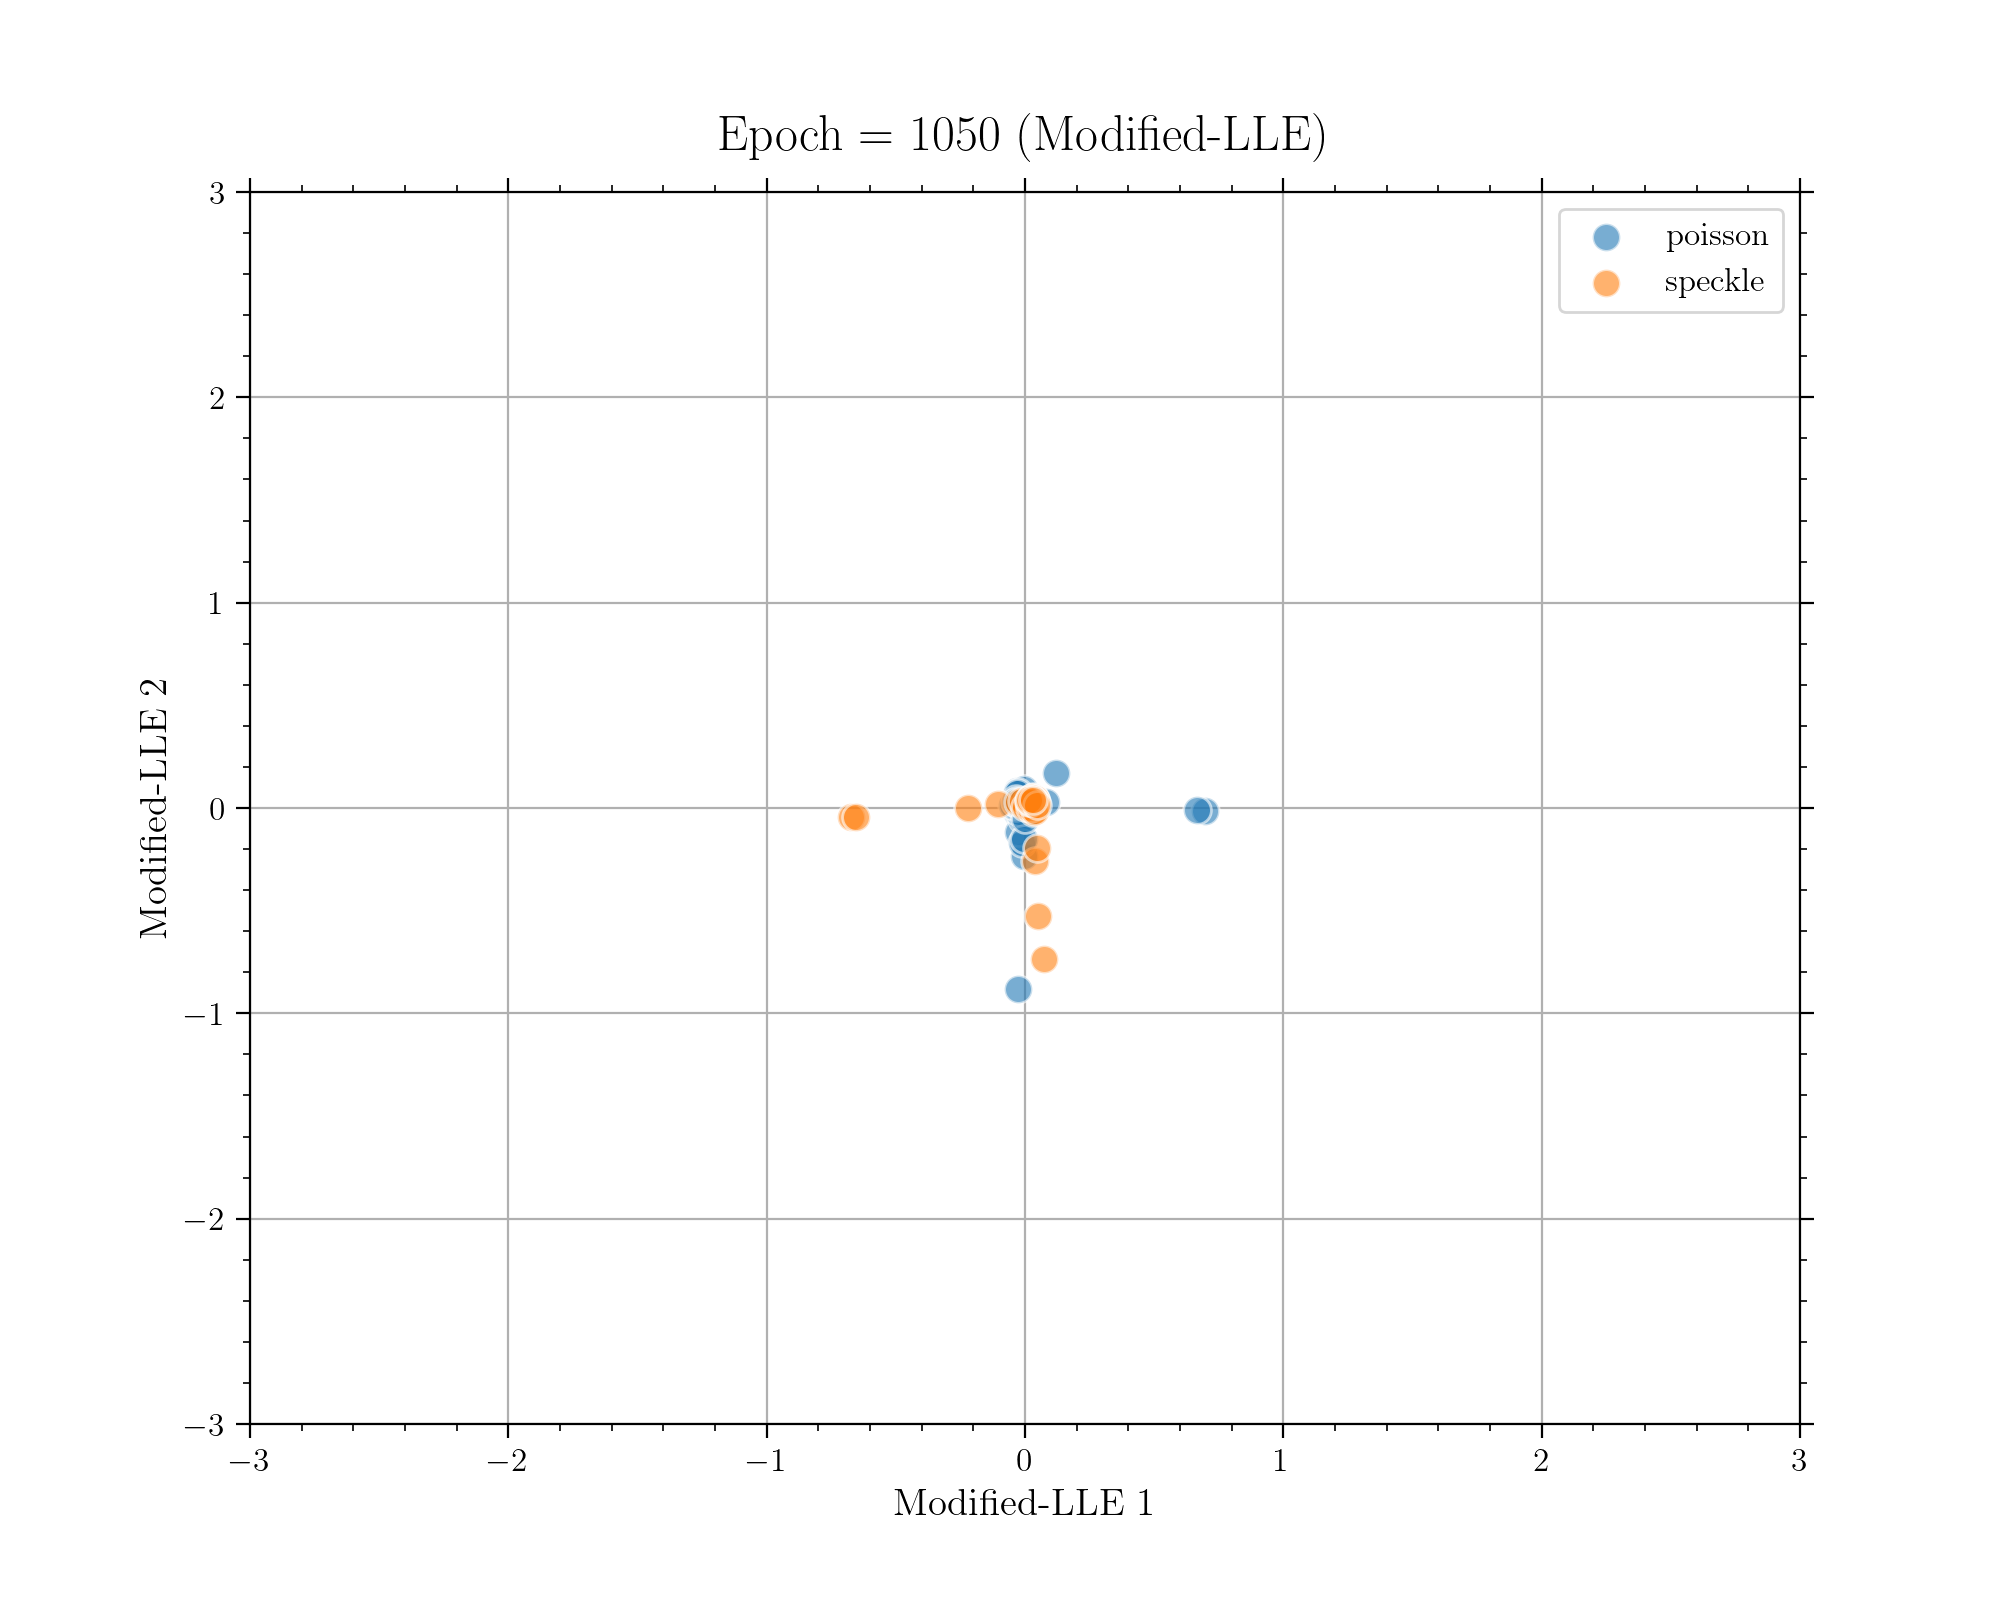 Epoch = 1050 (Modified-LLE)
poisson
speckle
3
2
1
0
−1
−2
−3
Modified-LLE 2
−3 −2 −1 0 1 2 3
Modified-LLE 1